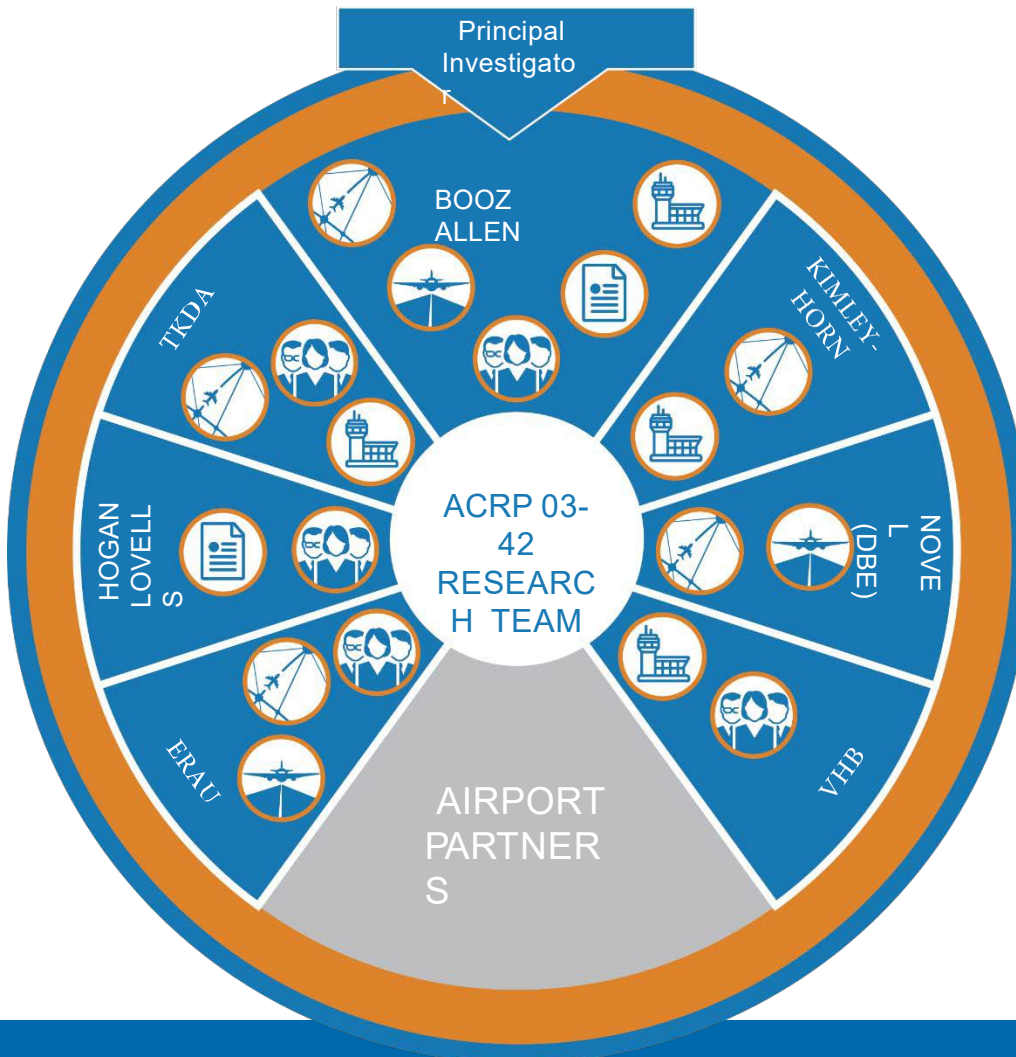 Principal
Investigato
r
BOOZ
ALLEN
KIMLEY-
HORN
TKDA
NOVE
L
(DBE)
HOGAN
LOVELL
S
ACRP 03-
42
RESEARC
H TEAM
ERAU
VHB
AIRPORT
PARTNER
S